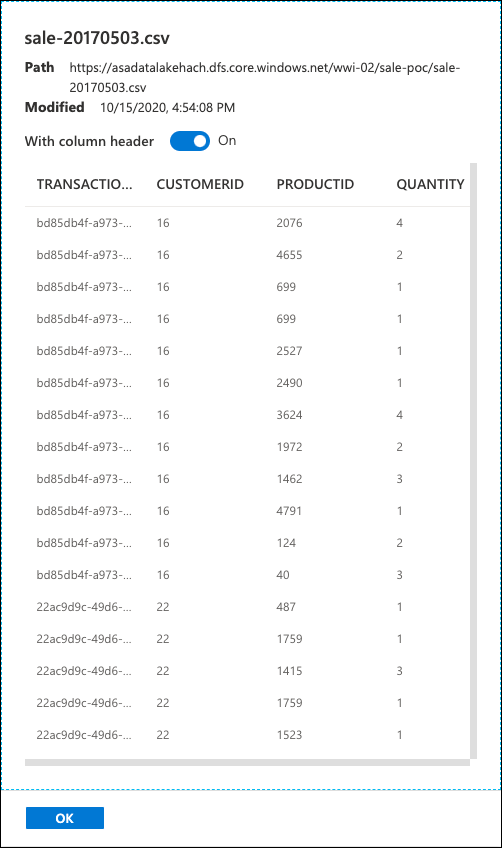 sale-20170503.csv
Path https://asadatalakehach.dfs.core.windows.net/wwi-02/sale-poc/sale-
20170503.csv
Modified 10/15/2020, 4:54:08 PM
With column header On
TRANSACTIO... CUSTOMERID PRODUCTID QUANTITY
bd85db4f-a973-... 16 2076 4
bd85db4f-a973-... 16 4655 2
bd85db4f-a973-... 16 699 1
bd85db4f-a973-... 16 699 1
bd85db4f-a973-... 16 2527 1
bd85db4f-a973-... 16 2490 1
bd85db4f-a973-... 16 3624 4
bd85db4f-a973-... 16 1972 2
bd85db4f-a973-... 16 1462 3
bd85db4f-a973-... 16 4791 1
bd85db4f-a973-... 16 124 2
bd85db4f-a973-... 16 40 3
22ac9d9c-49d6-... 22 487 1
22ac9d9c-49d6-... 22 1759 1
22ac9d9c-49d6-... 22 1415 3
22ac9d9c-49d6-... 22 1759 1
22ac9d9c-49d6-... 22 1523 1
OK